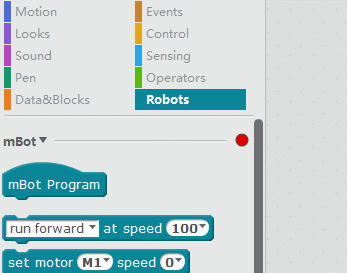 Motion Events
Looks Control
Sound Sensing
Pen Operators
Data&Blocks Robots
mBot
mBot Program
run forward at speed 100
set motor M1 speed 0